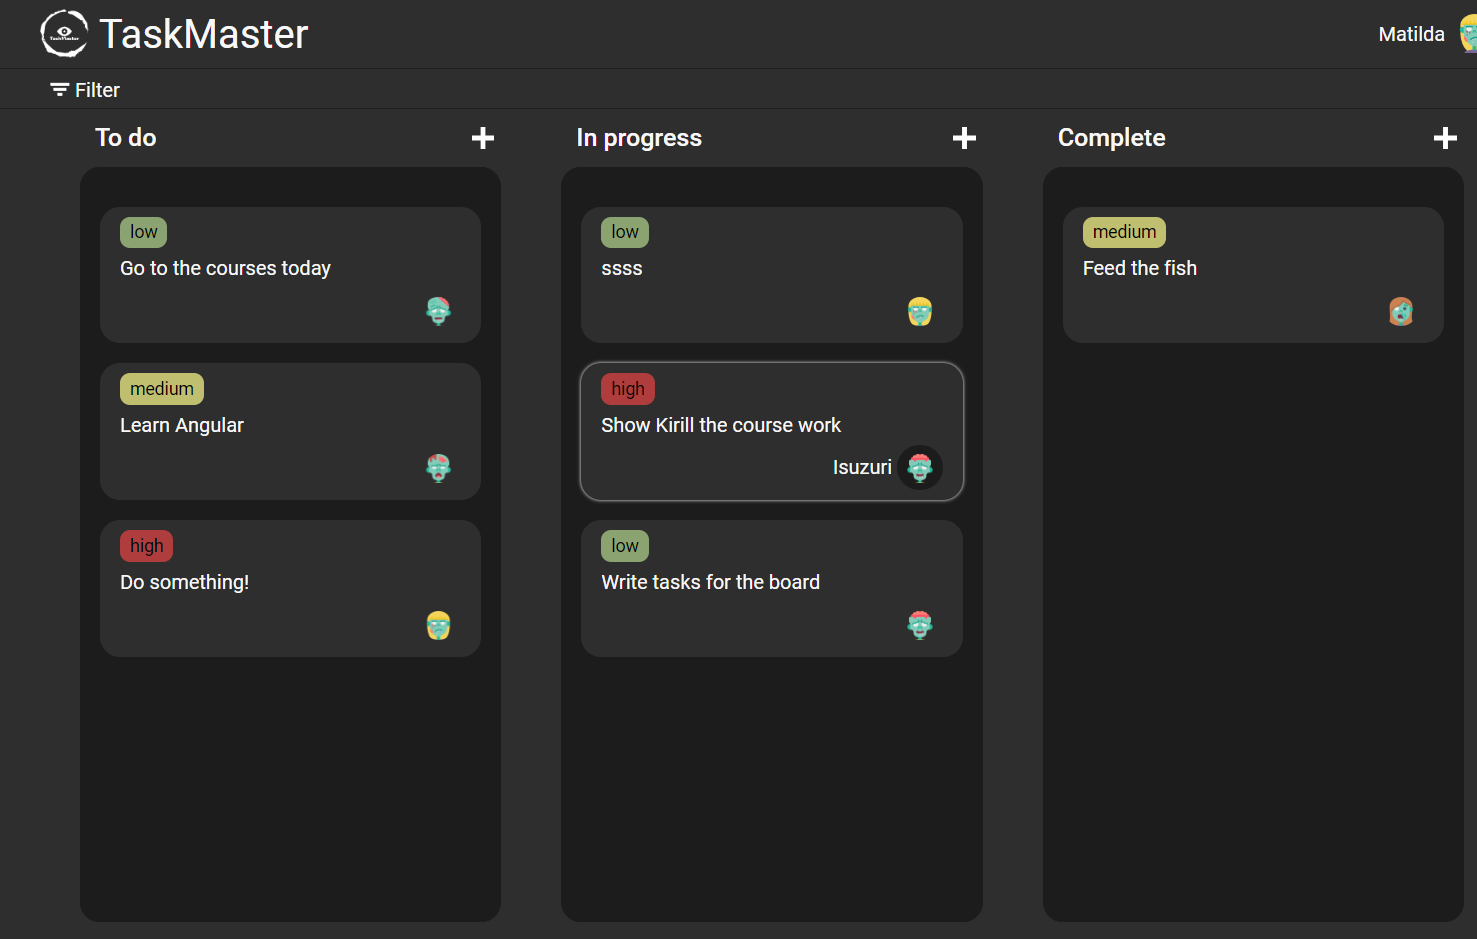 TaskMaster
TaskMaster
Matilda
Filter
To do
low
Go to the courses today
medium
Learn Angular
high
Do something!
In progress
low
ssss
high
Show Kirill the course work
Isuzuri
low
Write tasks for the board
Complete
medium
Feed the fish